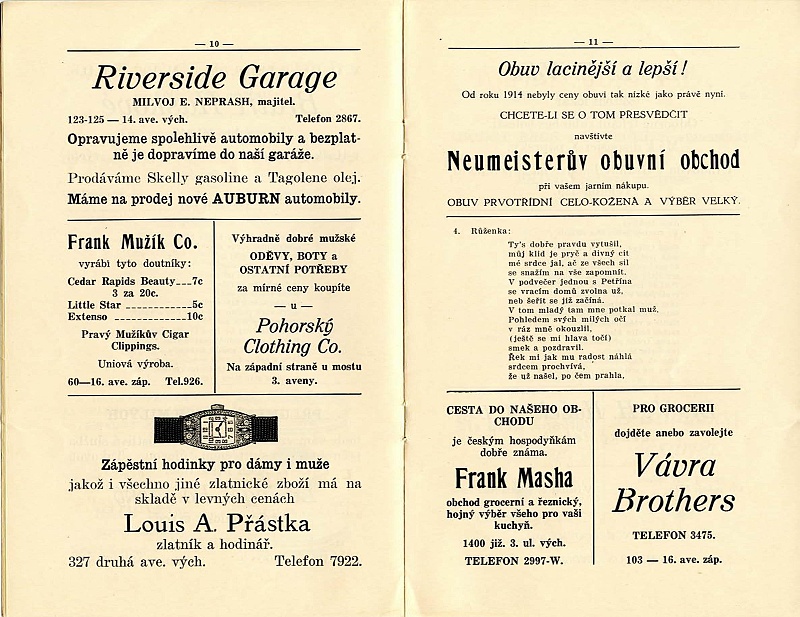 — 10 —
Riverside Garage
MILVOJ E. NEPRASH, majitel.
123-125 — 14. ave. vých. Telefon 2867.
Opravujeme spolehlivě automobily a bezplat-
ně je dopravíme do naší garáže.
Prodáváme Skelly gasoline a Tagolene olej.
Máme na prodej nové AUBURN automobily.
Frank Mužík Co.
vyrábí tyto doutníky:
Cedar Rapids Beauty___7c
3 za 20c.
Little Star ____________5c
Extenso ______________10c
Pravý Mužíkův Cigar
Clippings.
Uniová výroba.
60—16. ave. záp. Tel.926.
Výhradně dobré mužské
ODĚVY, BOTY a
OSTATNÍ POTŘEBY
za mírné ceny koupíte
— u —
Pohorský
Clothing Co.
Na západní straně u mostu
3. aveny.
Zápěstní hodinky pro dámy i muže
jakož i všechno jiné zlatnické zboží má na
skladě v levných cenách
Louis A. Přástka
zlatník a hodinář.
327 druhá ave. vých. Telefon 7922.
— 11 —
Obuv lacinější a lepší!
Od roku 1914 nebyly ceny obuvi tak nízké jako právě nyní.
CHCETE-LI SE O TOM PŘESVĚDČIT
navštivte
Neumeisterův obuvní obchod
při vašem jarním nákupu.
OBUV PRVOTŘÍDNÍ CELO-KOŽENÁ A VÝBĚR VELKÝ.
4. Růženka:
Ty's dobře pravdu vytušil,
můj klid je pryč a divný cit
mé srdce jal, ač ze všech sil
se snažím na vše zapomnít.
V podvečer jednou s Petřína
se vracím domů zvolna už,
neb šeřit se již začíná.
V tom mladý tam mne potkal muž,
Pohledem svých milých očí
v ráz mně okouzlil,
(ještě se mi hlava točí)
smek a pozdravil.
Řek mi jak mu radost náhlá
srdcem prochvívá,
že už našel, po čem prahla,
CESTA DO NAŠEHO OB-
CHODU
je českým hospodyňkám
dobře známa.
Frank Masha
obchod grocerní a řeznický,
hojný výběr všeho pro vaši
kuchyň.
1400 již. 3. ul. vých.
TELEFON 2997-W.
PRO GROCERII
dojděte anebo zavolejte
Vávra
Brothers
TELEFON 3475.
103 — 16. ave. záp.